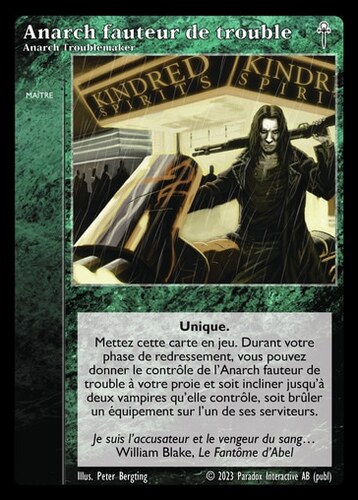 Anarch fauteur de trouble
Anarch Troublemaker
MAÎTRE
KINDRED
SPIRITS
KINDR
SPIRI
Unique.
Mettez cette carte en jeu. Durant votre
phase de redressement, vous pouvez
donner le contrôle de l'Anarch fauteur de
trouble à votre proie et soit incliner jusqu'à
deux vampires qu'elle contrôle, soit brûler
un équipement sur l'un de ses serviteurs.
Je suis l'accusateur et le vengeur du sang…
William Blake, Le Fantôme d'Abel
Illus. Peter Bergting
© 2023 Paradox Interactive AB (publ)